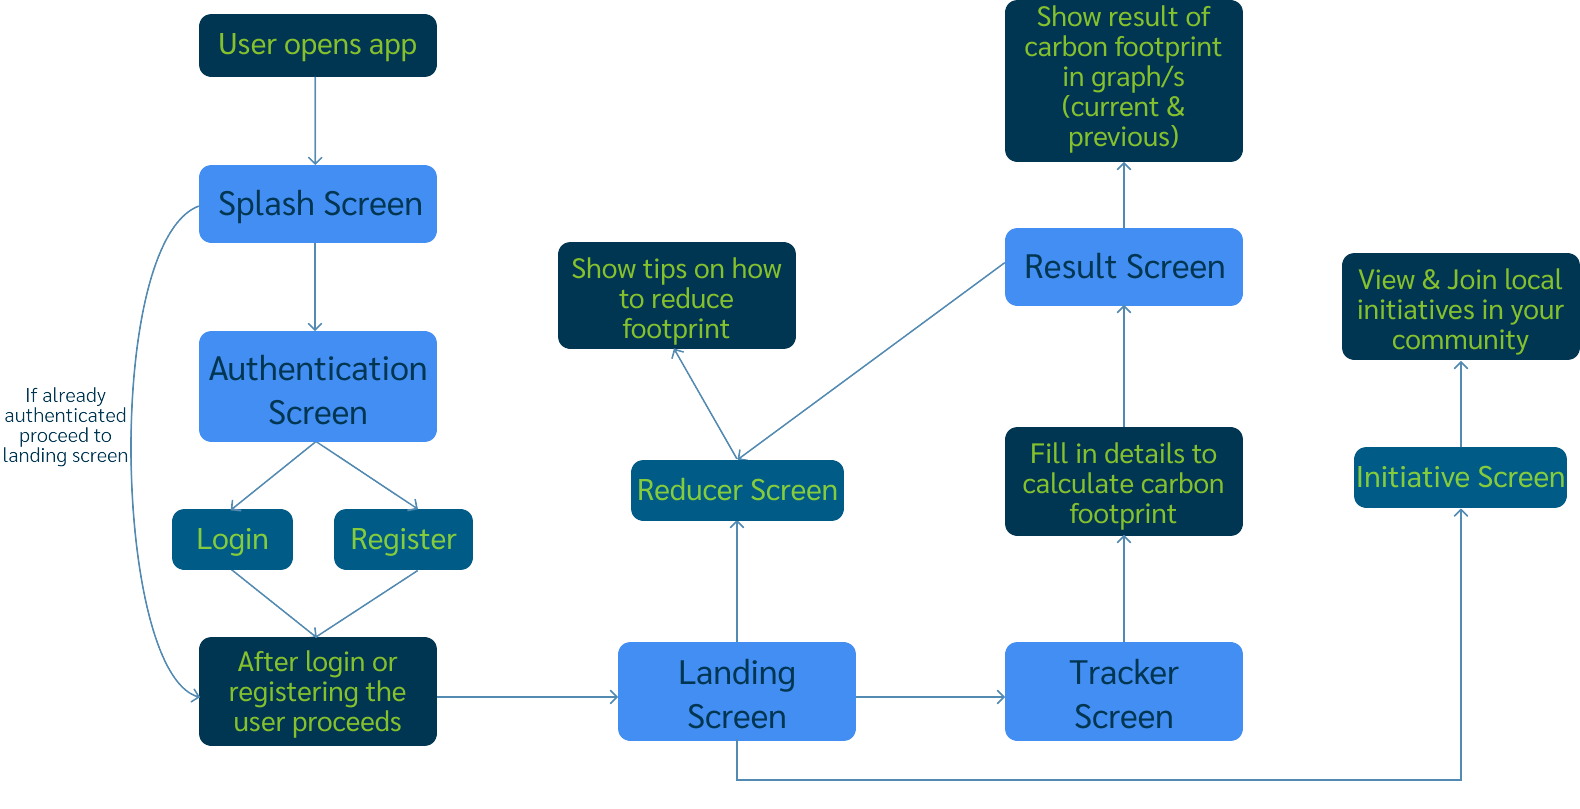 User opens app
Splash Screen
Authentication
Screen
If already
authenticated
proceed to
landing screen
Login
Register
After login or
registering the
user proceeds
Landing
Screen
Reducer Screen
Show tips on how
to reduce
footprint
Tracker
Screen
Fill in details to
calculate carbon
footprint
Result Screen
Show result of
carbon footprint
in graph/s
(current &
previous)
Initiative Screen
View & Join local
initiatives in your
community